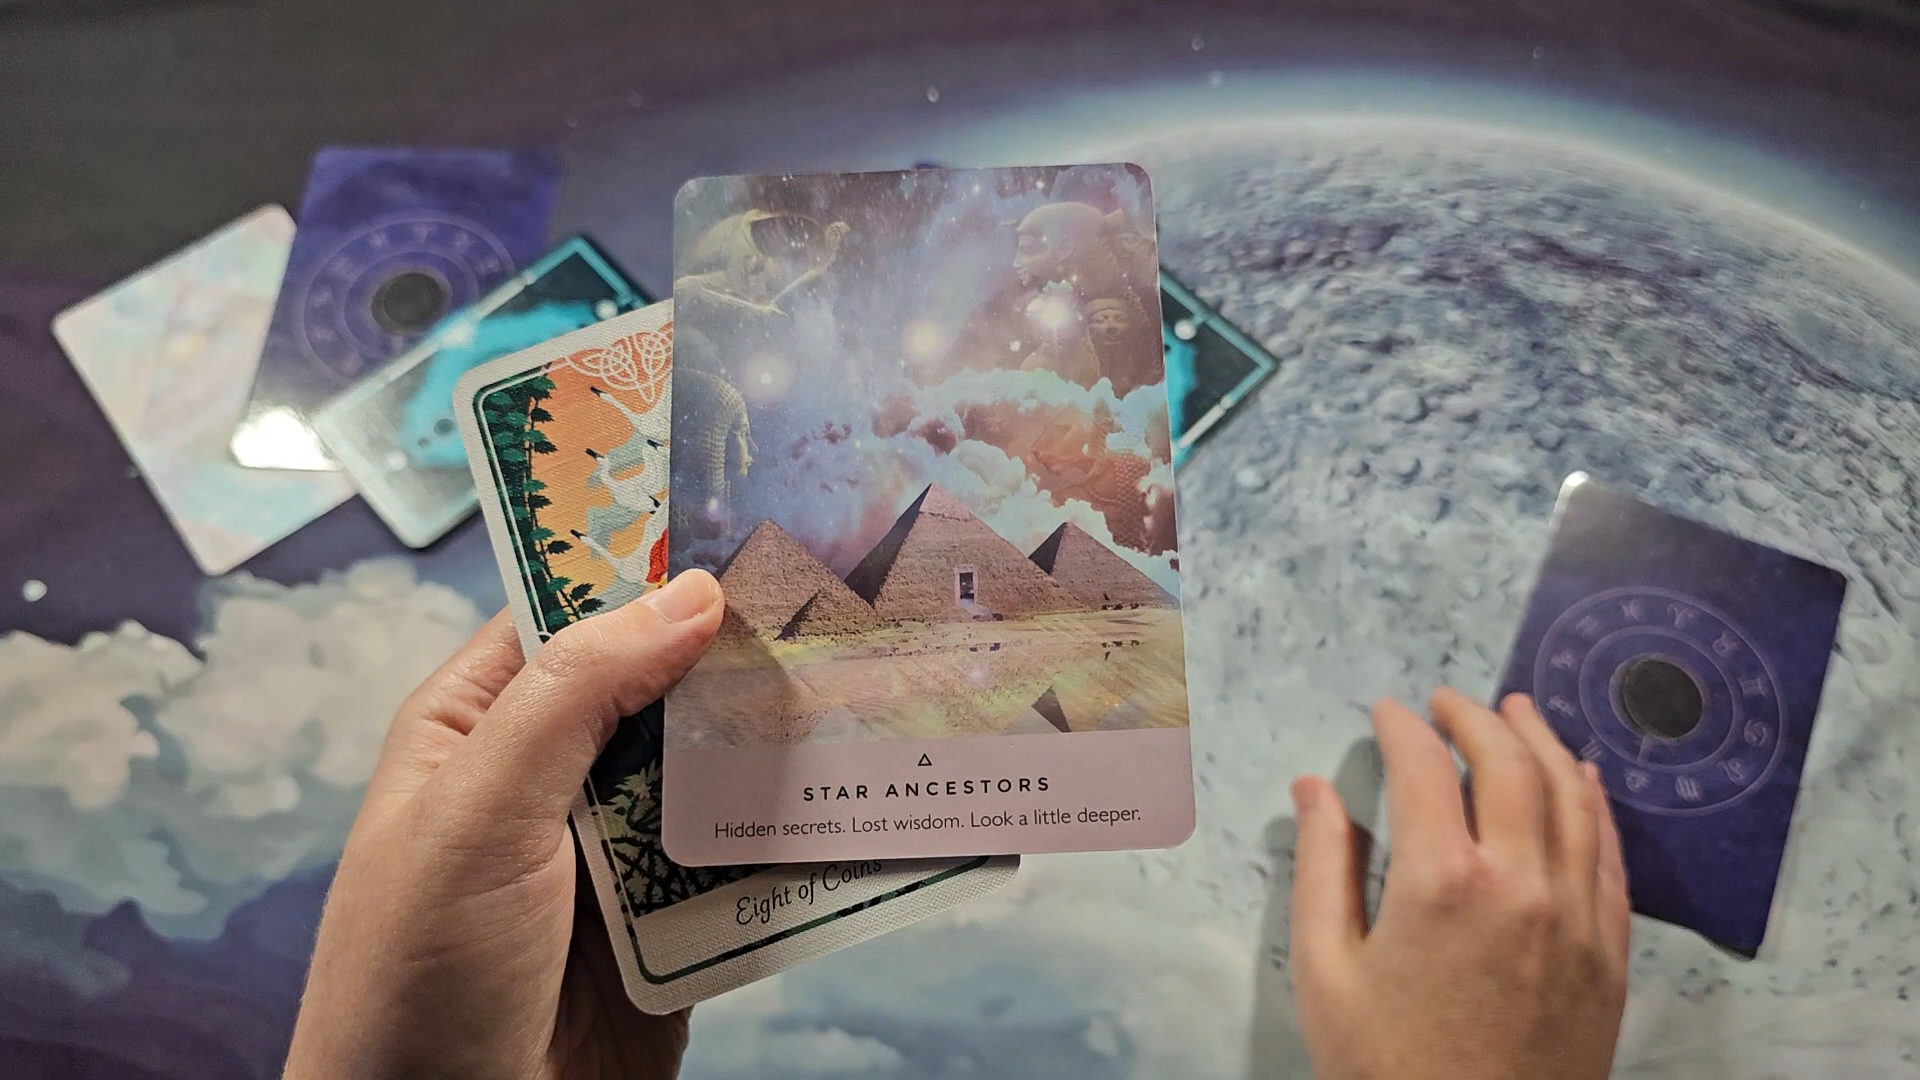 STAR ANCESTORS
Hidden secrets. Lost wisdom. Look a little deeper.
Eight of Coins